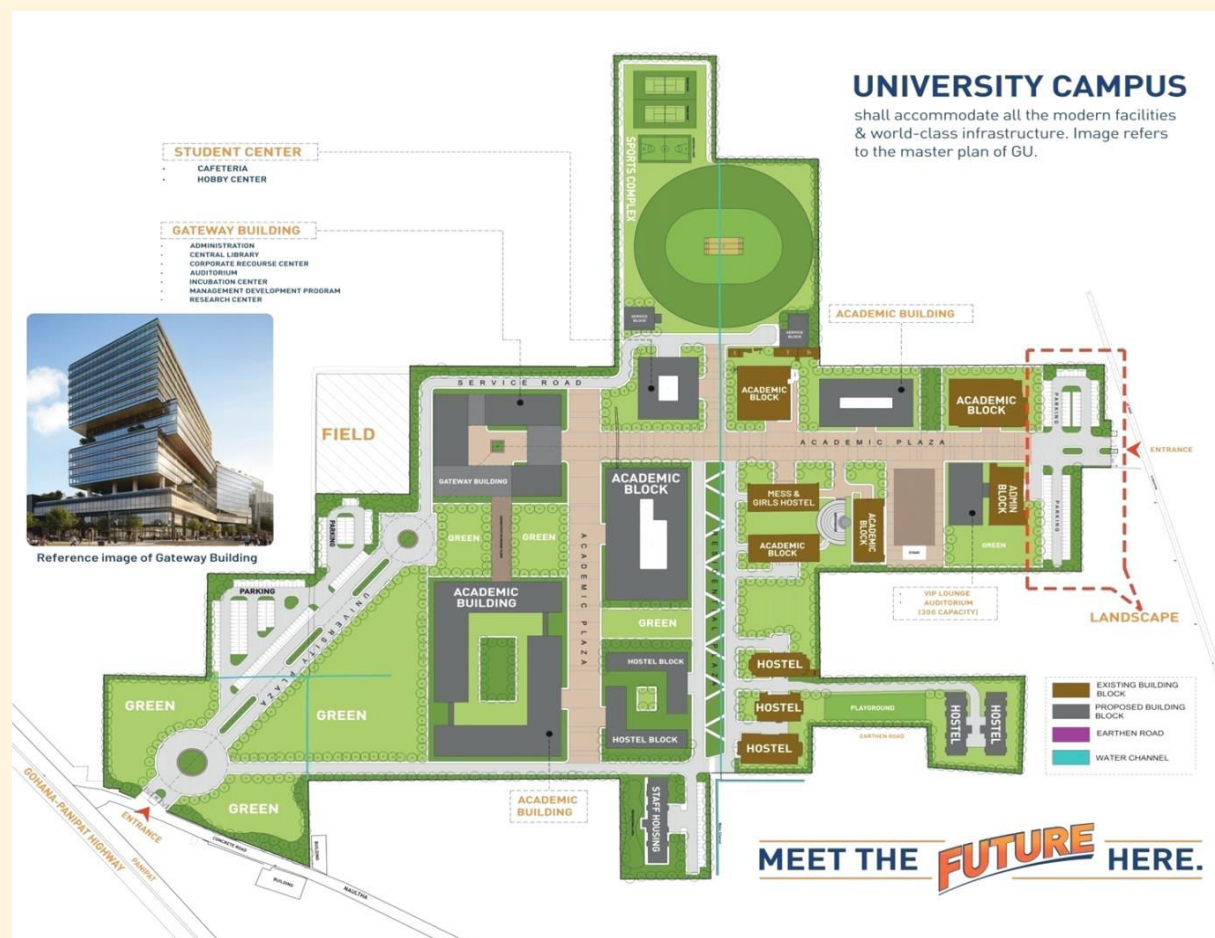 UNIVERSITY CAMPUS
shall accommodate all the modern facilities
& world-class infrastructure. Image refers
to the master plan of GU.
STUDENT CENTER
CAFETERIA
HOBBY CENTER
GATEWAY BUILDING
ADMINISTRATION
CENTRAL LIBRARY
CORPORATE RECOURSE CENTER
AUDITORIUM
INCUBATION CENTER
MANAGEMENT DEVELOPMENT PROGRAM
RESEARCH CENTER
Reference image of Gateway Building
SPORTS COMPLEX
SERVICE
BLOCK
SERVICE
BLOCK
ACADEMIC BUILDING
SERVICE ROAD
FIELD
ACADEMIC
BLOCK
ACADEMIC
BLOCK
PARKING
ACADEMIC PLAZA
ENTRANCE
GATEWAY BUILDING
ACADEMIC
BLOCK
MESS &
GIRLS HOSTEL
ACADEMIC
BLOCK
ADMIN
BLOCK
PARKING
PARKING
GREEN
GREEN
ACADEMIC PLAZA
CENTRAL PLAZA
ACADEMIC
BLOCK
STAGE
GREEN
PARKING
ACADEMIC
BUILDING
UNIVERSITY PLAZA
GREEN
VIP LOUNGE
AUDITORIUM
(300 CAPACITY)
LANDSCAPE
HOSTEL BLOCK
HOSTEL
HOSTEL
HOSTEL
HOSTEL BLOCK
PLAYGROUND
EARTHEN ROAD
HOSTEL
HOSTEL
EXISTING BUILDING
BLOCK
PROPOSED BUILDING
BLOCK
EARTHEN ROAD
WATER CHANNEL
GREEN
GREEN
GREEN
ACADEMIC
BUILDING
STAFF HOUSING
ENTRANCE
GOHANA-PANIPAT HIGHWAY
PANIPAT
CONCRETE ROAD
BUILDING
BUILDING
NAULTHA
MEET THE FUTURE HERE.